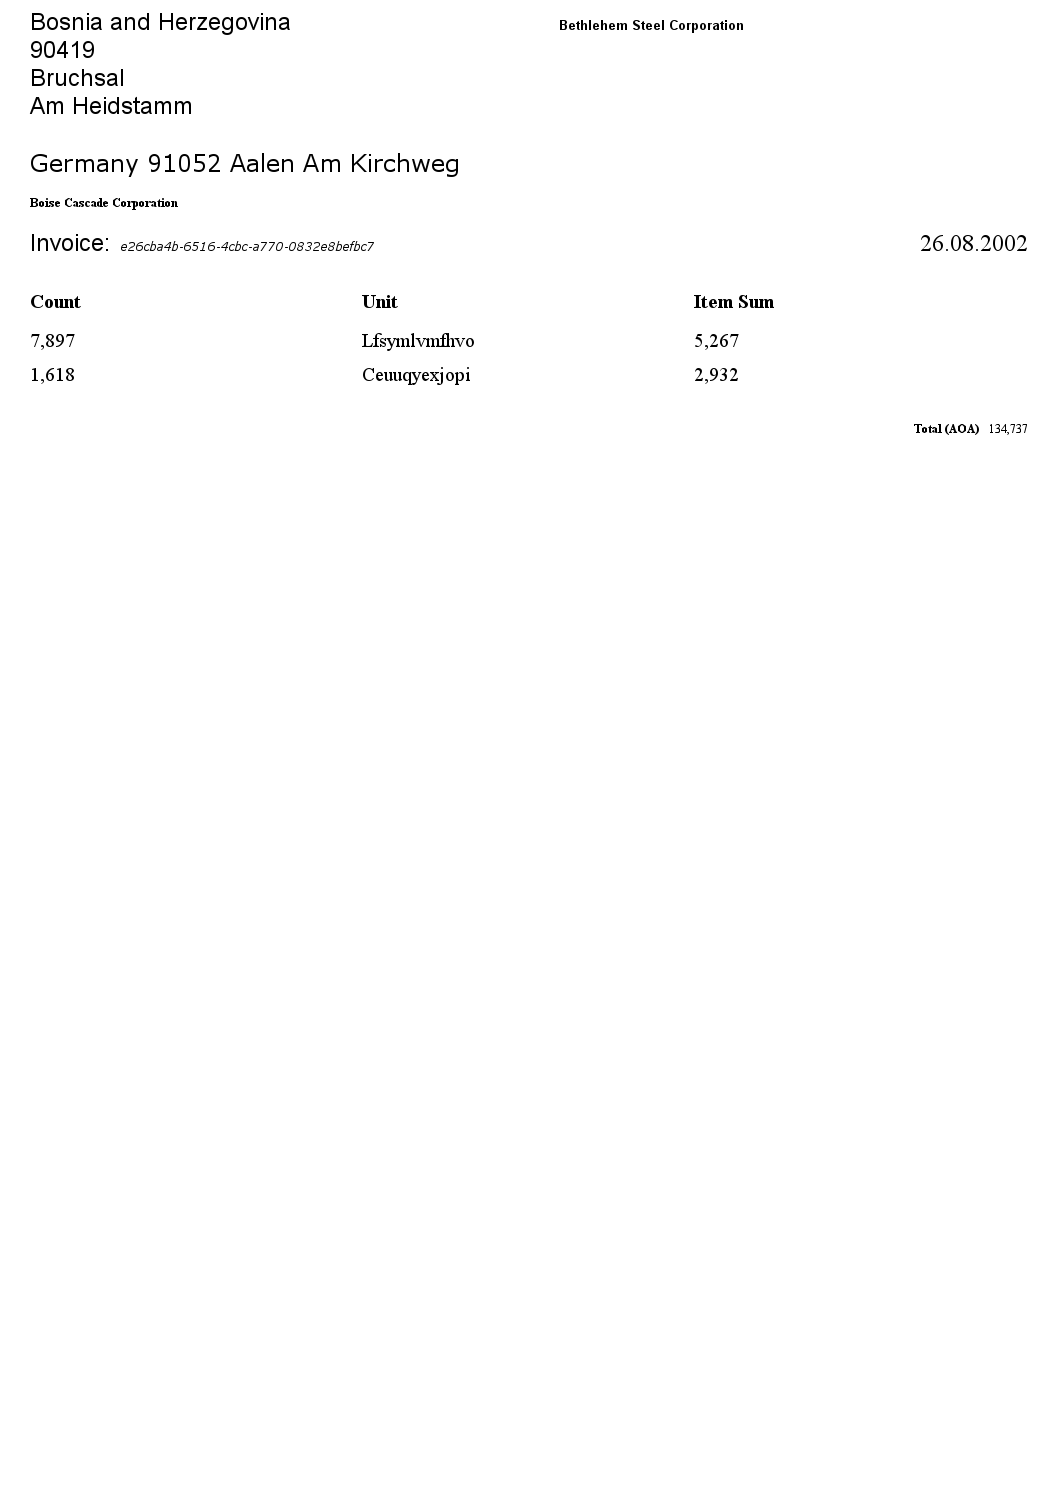 Bosnia and Herzegovina
90419
Bruchsal
Am Heidstamm
Bethlehem Steel Corporation
Germany 91052 Aalen Am Kirchweg
Boise Cascade Corporation
Invoice: e26cba4b-6516-4cbc-a770-0832e8befbc7 26.08.2002
Count Unit Item Sum
7,897 Lfsymlvmfhvo 5,267
1,618 Ceuuqyexjopi 2,932
Total (AOA) 134,737